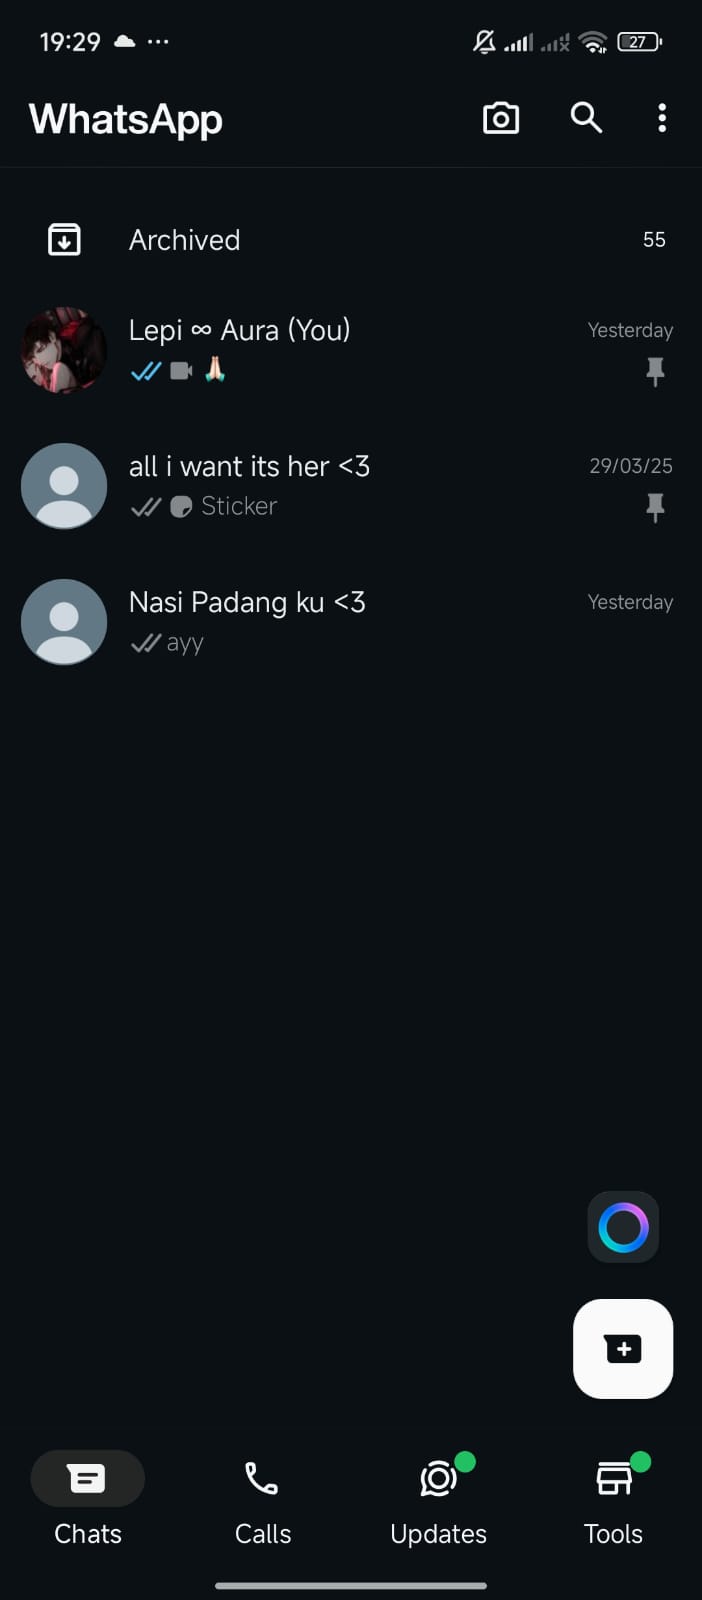 19:29
27
WhatsApp
Archived 55
Lepi ∞ Aura (You) Yesterday
🙏🏻
all i want its her <3 29/03/25
Sticker
Nasi Padang ku <3 Yesterday
ayy
Chats Calls Updates Tools